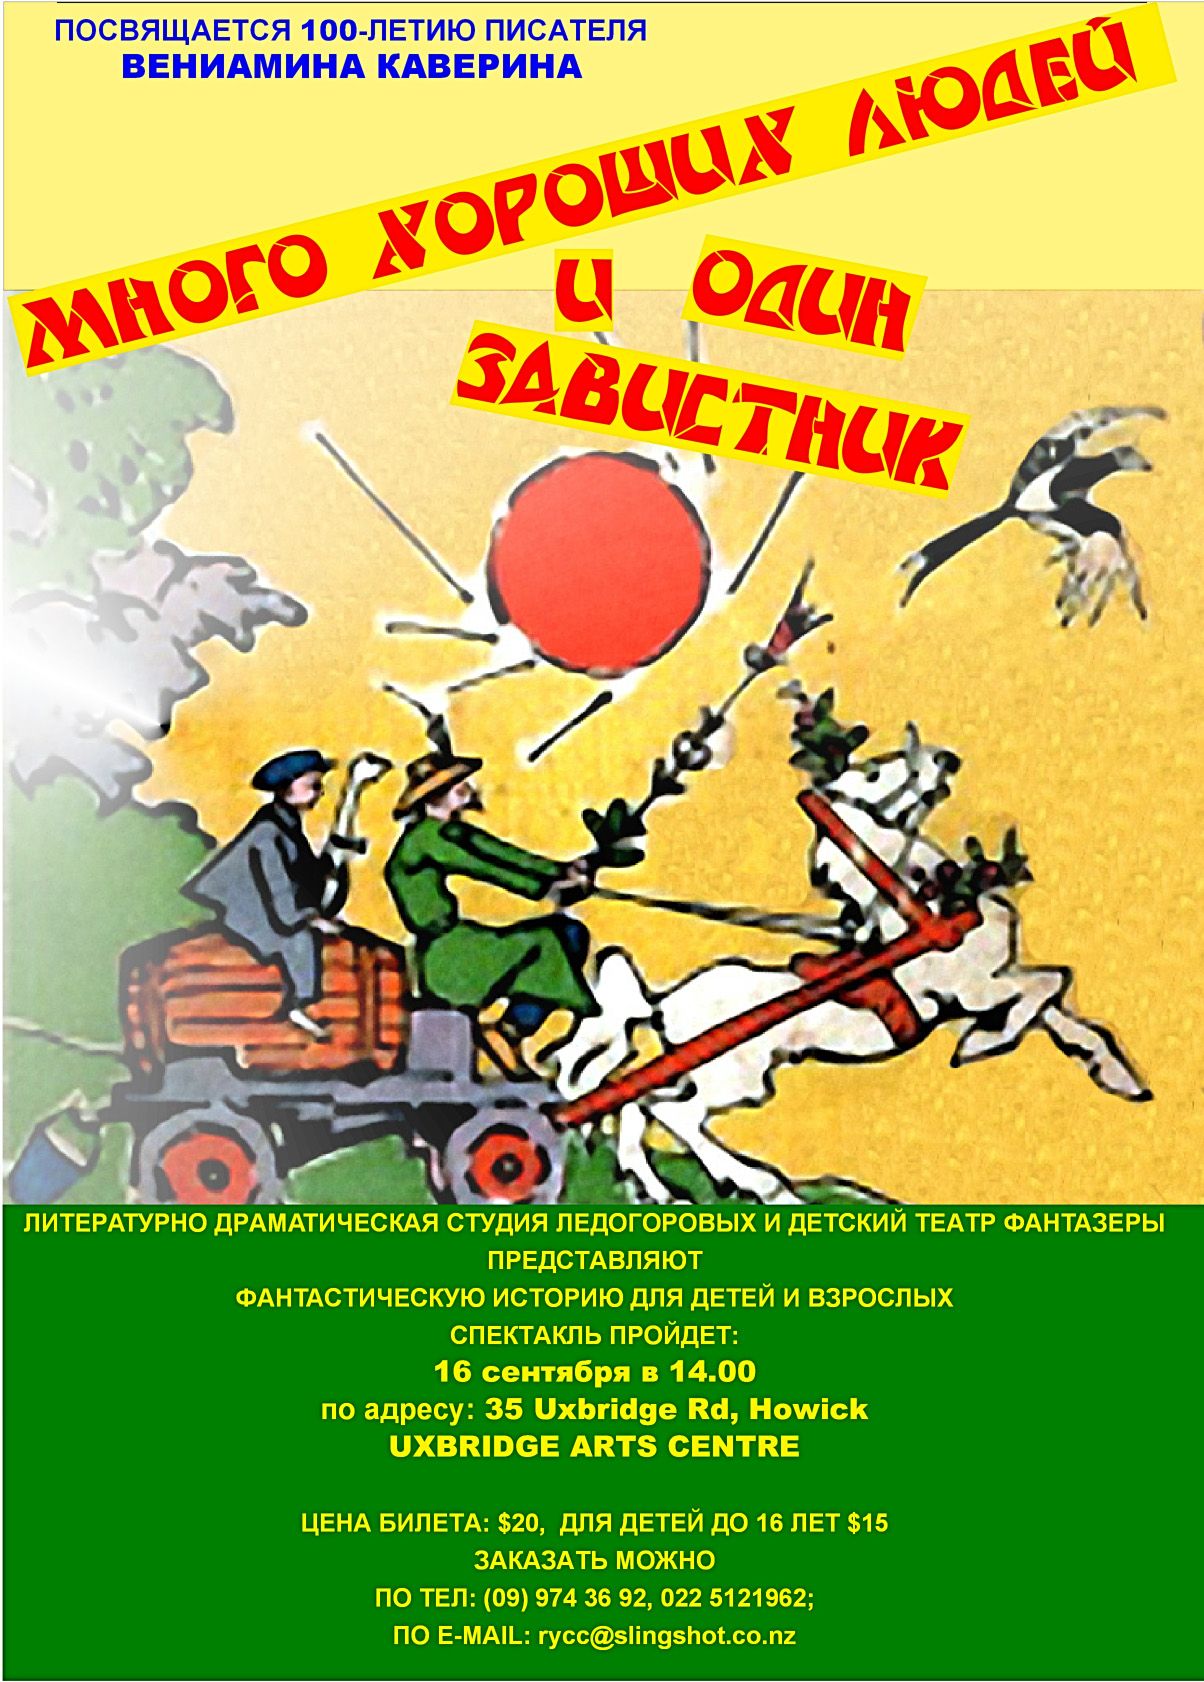 ПОСВЯЩАЕТСЯ 100-ЛЕТИЮ ПИСАТЕЛЯ
ВЕНИАМИНА КАВЕРИНА
МНОГО ХОРОШИХ ЛЮДЕЙ
И ОДИН
ЗАВИСТНИК
ЛИТЕРАТУРНО ДРАМАТИЧЕСКАЯ СТУДИЯ ЛЕДОГОРОВЫХ И ДЕТСКИЙ ТЕАТР ФАНТАЗЕРЫ
ПРЕДСТАВЛЯЮТ
ФАНТАСТИЧЕСКУЮ ИСТОРИЮ ДЛЯ ДЕТЕЙ И ВЗРОСЛЫХ
СПЕКТАКЛЬ ПРОЙДЕТ:
16 сентября в 14.00
по адресу: 35 Uxbridge Rd, Howick
UXBRIDGE ARTS CENTRE
ЦЕНА БИЛЕТА: $20, ДЛЯ ДЕТЕЙ ДО 16 ЛЕТ $15
ЗАКАЗАТЬ МОЖНО
ПО ТЕЛ: (09) 974 36 92, 022 5121962;
ПО E-MAIL: rycc@slingshot.co.nz